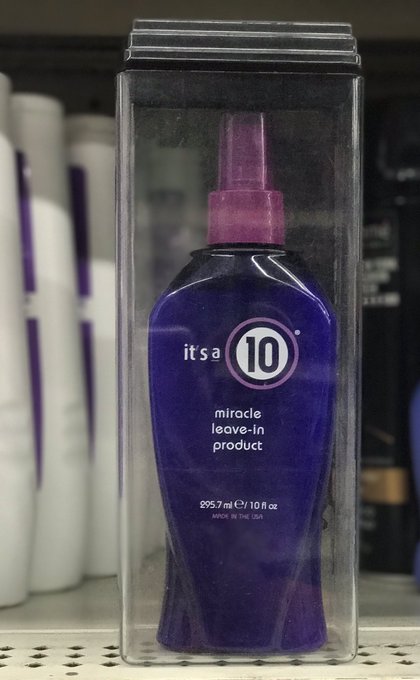 it's a 10®
miracle
leave-in
product
295.7 ml ℮/ 10 fl oz
MADE IN THE USA